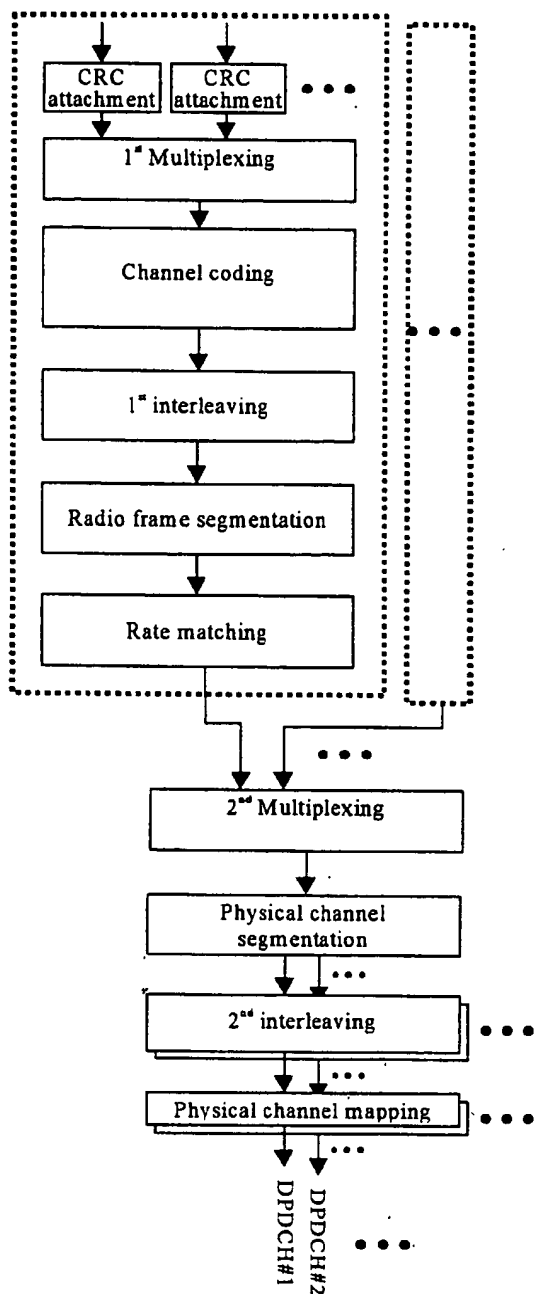 CRC
attachment
CRC
attachment
1st Multiplexing
Channel coding
1st interleaving
Radio frame segmentation
Rate matching
2nd Multiplexing
Physical channel
segmentation
2nd interleaving
Physical channel mapping
DPDCH#1
DPDCH#2